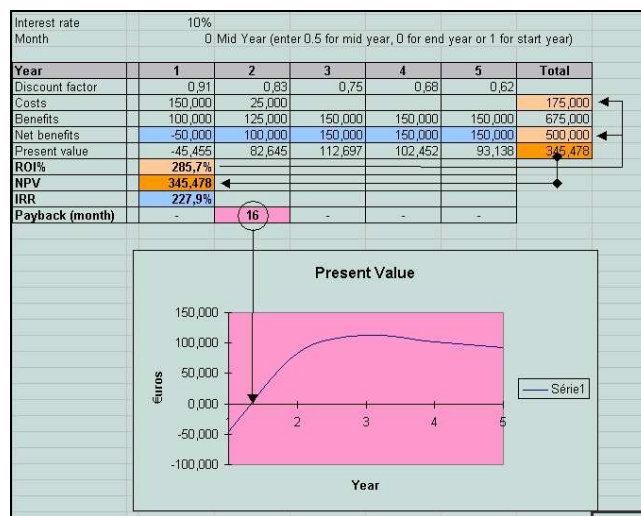 Interest rate 10%
Month 0 Mid Year (enter 0.5 for mid year, 0 for end year or 1 for start year)
Year 1 2 3 4 5 Total
Discount factor 0,91 0,83 0,75 0,68 0,62
Costs 150,000 25,000 175,000
Benefits 100,000 125,000 150,000 150,000 150,000 675,000
Net benefits -50,000 100,000 150,000 150,000 150,000 500,000
Present value -45,455 82,645 112,697 102,452 93,138 345,478
ROI% 285,7%
NPV 345,478
IRR 227,9%
Payback (month) - 16 - - -
Present Value
150,000
100,000
50,000
0,000
-50,000
-100,000
€uros
2 3 4 5
Year
Série1